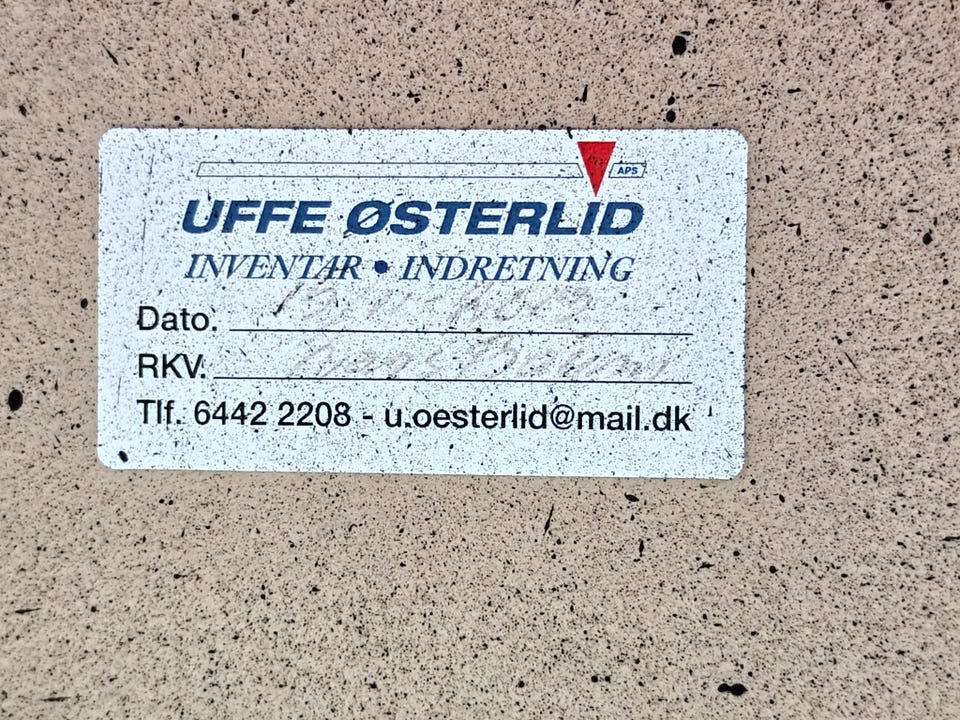 APS
UFFE ØSTERLID
INVENTAR • INDRETNING
Dato.
RKV.
Tlf. 6442 2208 - u.oesterlid@mail.dk